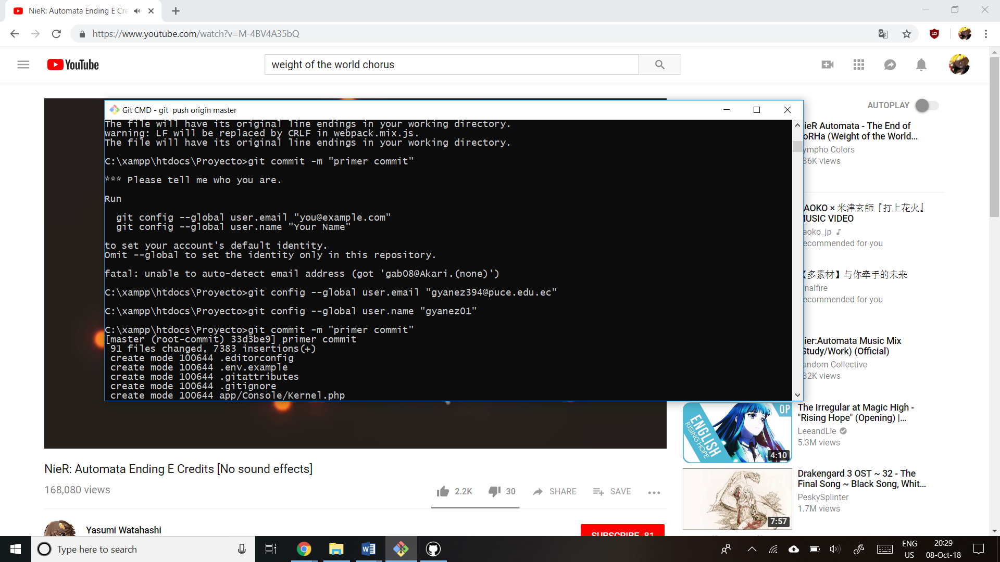 NieR: Automata Ending E Cre
https://www.youtube.com/watch?v=M-4BV4A35bQ
YouTube
weight of the world chorus
AUTOPLAY
Git CMD - git  push origin master
The file will have its original line endings in your working directory.
warning: LF will be replaced by CRLF in webpack.mix.js.
The file will have its original line endings in your working directory.
C:\xampp\htdocs\Proyecto>git commit -m "primer commit"
*** Please tell me who you are.
Run
git config --global user.email "you@example.com"
git config --global user.name "Your Name"
to set your account's default identity.
Omit --global to set the identity only in this repository.
fatal: unable to auto-detect email address (got 'gab08@Akari.(none)')
C:\xampp\htdocs\Proyecto>git config --global user.email "gyanez394@puce.edu.ec"
C:\xampp\htdocs\Proyecto>git config --global user.name "gyanez01"
C:\xampp\htdocs\Proyecto>git commit -m "primer commit"
[master (root-commit) 33d3be9] primer commit
91 files changed, 7383 insertions(+)
create mode 100644 .editorconfig
create mode 100644 .env.example
create mode 100644 .gitattributes
create mode 100644 .gitignore
create mode 100644 app/Console/Kernel.php
ieR Automata - The End of
oRHa (Weight of the World...
ympho Colors
36K views
AOKO × 米津玄師『打上花火』
MUSIC VIDEO
aoko_jp
ecommended for you
【多素材】与你牵手的未来
nalfire
ecommended for you
ier:Automata Music Mix
Study/Work) (Official)
andom Collective
32K views
OP
ENGLISH
RISING HOPE
4:10
The Irregular at Magic High -
"Rising Hope" (Opening) |...
LeeandLie
5.3M views
7:57
Drakengard 3 OST ~ 32 - The
Final Song ~ Black Song, Whit...
PeskySplinter
1.7M views
NieR: Automata Ending E Credits [No sound effects]
168,080 views
2.2K
30
SHARE
SAVE
Yasumi Watahashi
SUBSCRIBE 81
Type here to search
ENG
US
20:29
08-Oct-18